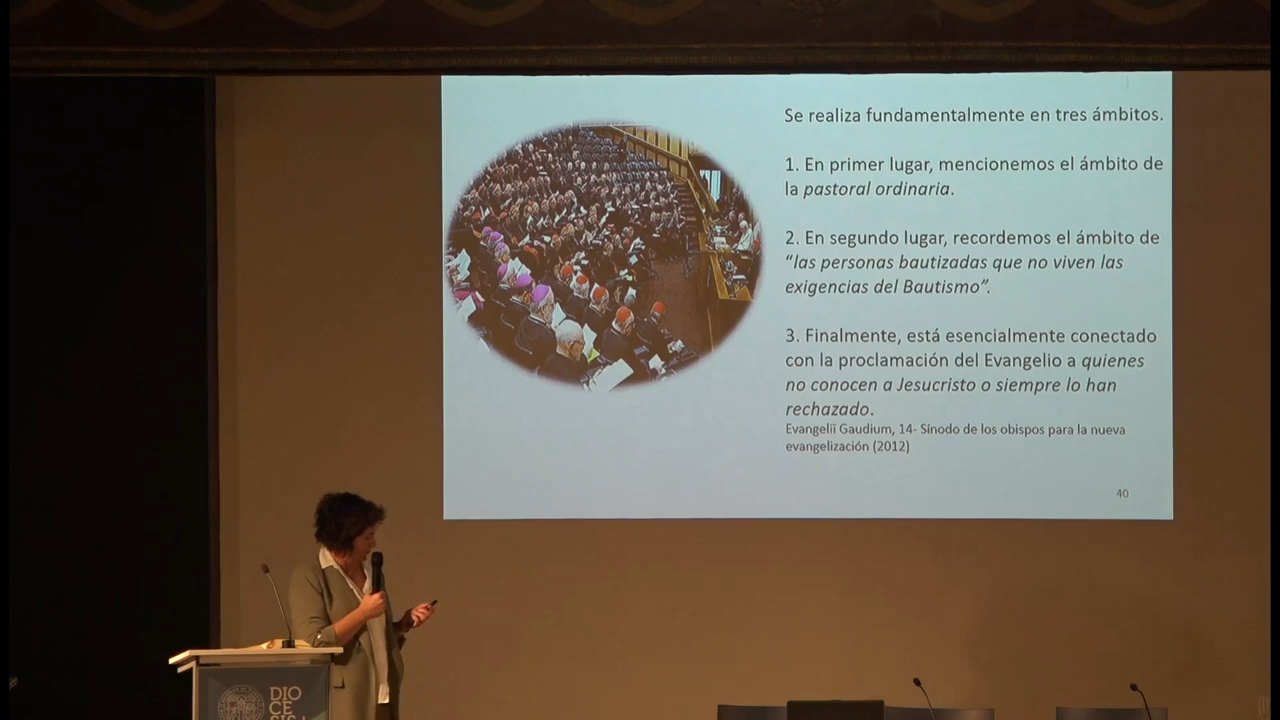 Se realiza fundamentalmente en tres ámbitos.
1. En primer lugar, mencionemos el ámbito de
la pastoral ordinaria.
2. En segundo lugar, recordemos el ámbito de
“las personas bautizadas que no viven las
exigencias del Bautismo”.
3. Finalmente, está esencialmente conectado
con la proclamación del Evangelio a quienes
no conocen a Jesucristo o siempre lo han
rechazado.
Evangelii Gaudium, 14- Sínodo de los obispos para la nueva
evangelización (2012)
40
DIO
CE